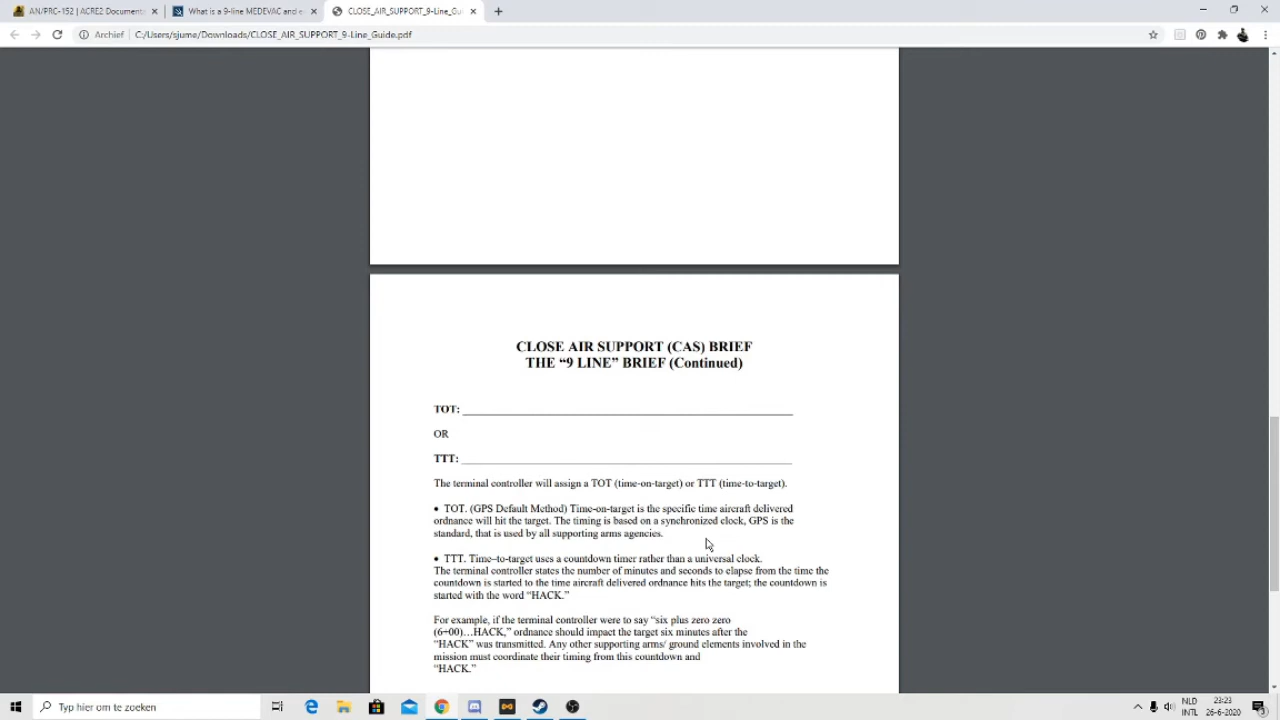 AN/PRC-152 | ACRE2 Documenta
What is a 9-line MEDEVAC and e
CLOSE_AIR_SUPPORT_9-Line_Gu
Archief
C:/Users/sjume/Downloads/CLOSE_AIR_SUPPORT_9-Line_Guide.pdf
CLOSE AIR SUPPORT (CAS) BRIEF
THE “9 LINE” BRIEF (Continued)
TOT:
OR
TTT:
The terminal controller will assign a TOT (time-on-target) or TTT (time-to-target).
• TOT. (GPS Default Method) Time-on-target is the specific time aircraft delivered
ordnance will hit the target. The timing is based on a synchronized clock, GPS is the
standard, that is used by all supporting arms agencies.
• TTT. Time–to-target uses a countdown timer rather than a universal clock.
The terminal controller states the number of minutes and seconds to elapse from the time the
countdown is started to the time aircraft delivered ordnance hits the target; the countdown is
started with the word “HACK.”
For example, if the terminal controller were to say “six plus zero zero
(6+00)…HACK,” ordnance should impact the target six minutes after the
“HACK” was transmitted. Any other supporting arms/ ground elements involved in the
mission must coordinate their timing from this countdown and
“HACK.”
Typ hier om te zoeken
NLD
INTL
23:23
26-6-2020